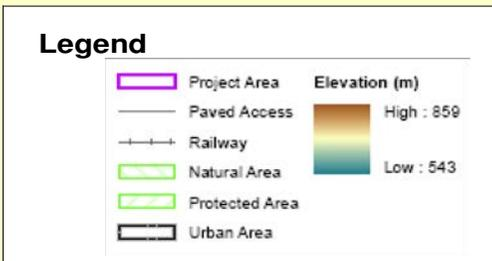 Legend
Project Area
Paved Access
Railway
Natural Area
Protected Area
Urban Area
Elevation (m)
High : 859
Low : 543